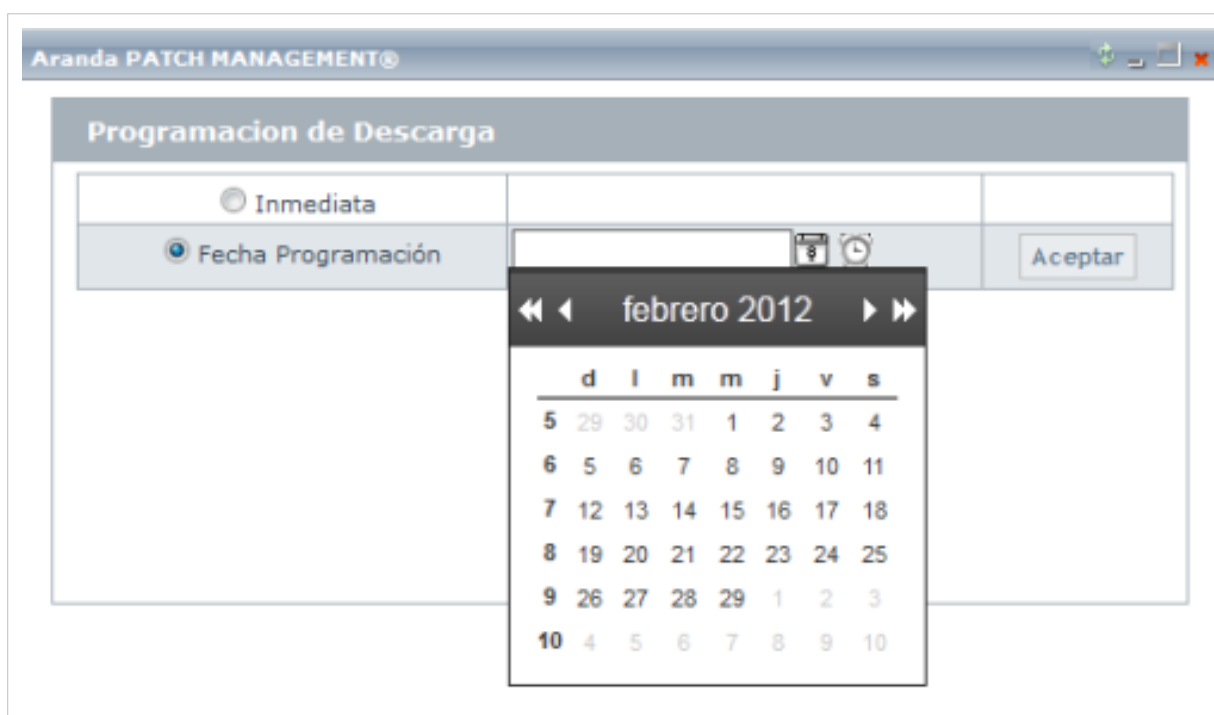 Aranda PATCH MANAGEMENT®
Programacion de Descarga
Inmediata
Fecha Programación
Aceptar
febrero 2012
d l m m j v s
5 29 30 31 1 2 3 4
6 5 6 7 8 9 10 11
7 12 13 14 15 16 17 18
8 19 20 21 22 23 24 25
9 26 27 28 29 1 2 3
10 4 5 6 7 8 9 10